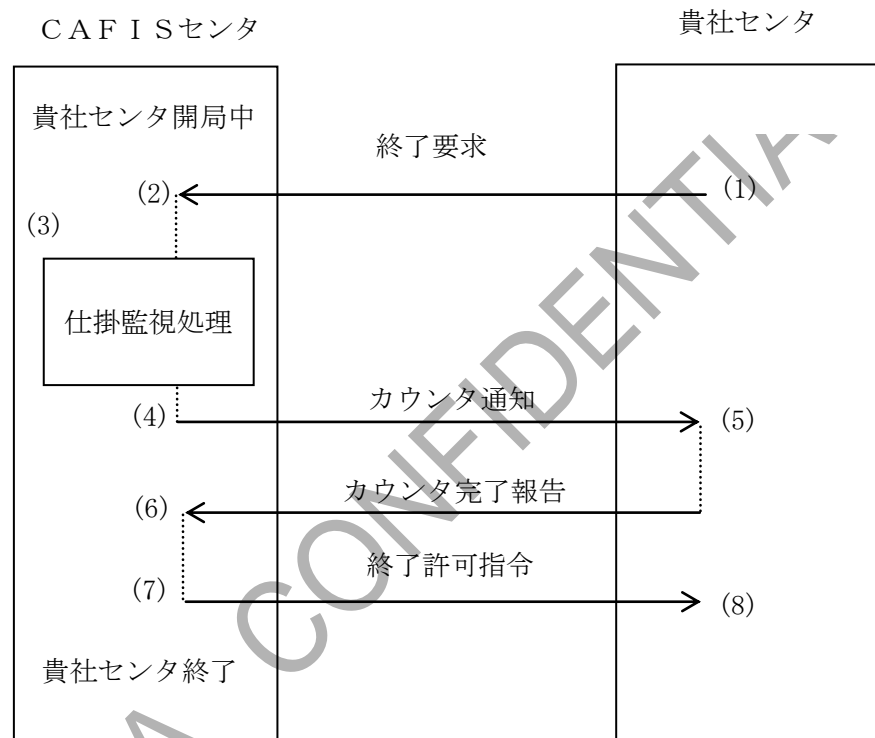 ＣＡＦＩＳセンタ
貴社センタ
貴社センタ開局中
終了要求
(2)
(1)
(3)
仕掛監視処理
カウンタ通知
(4)
(5)
カウンタ完了報告
(6)
終了許可指令
(7)
(8)
貴社センタ終了
A CONFIDENTIA